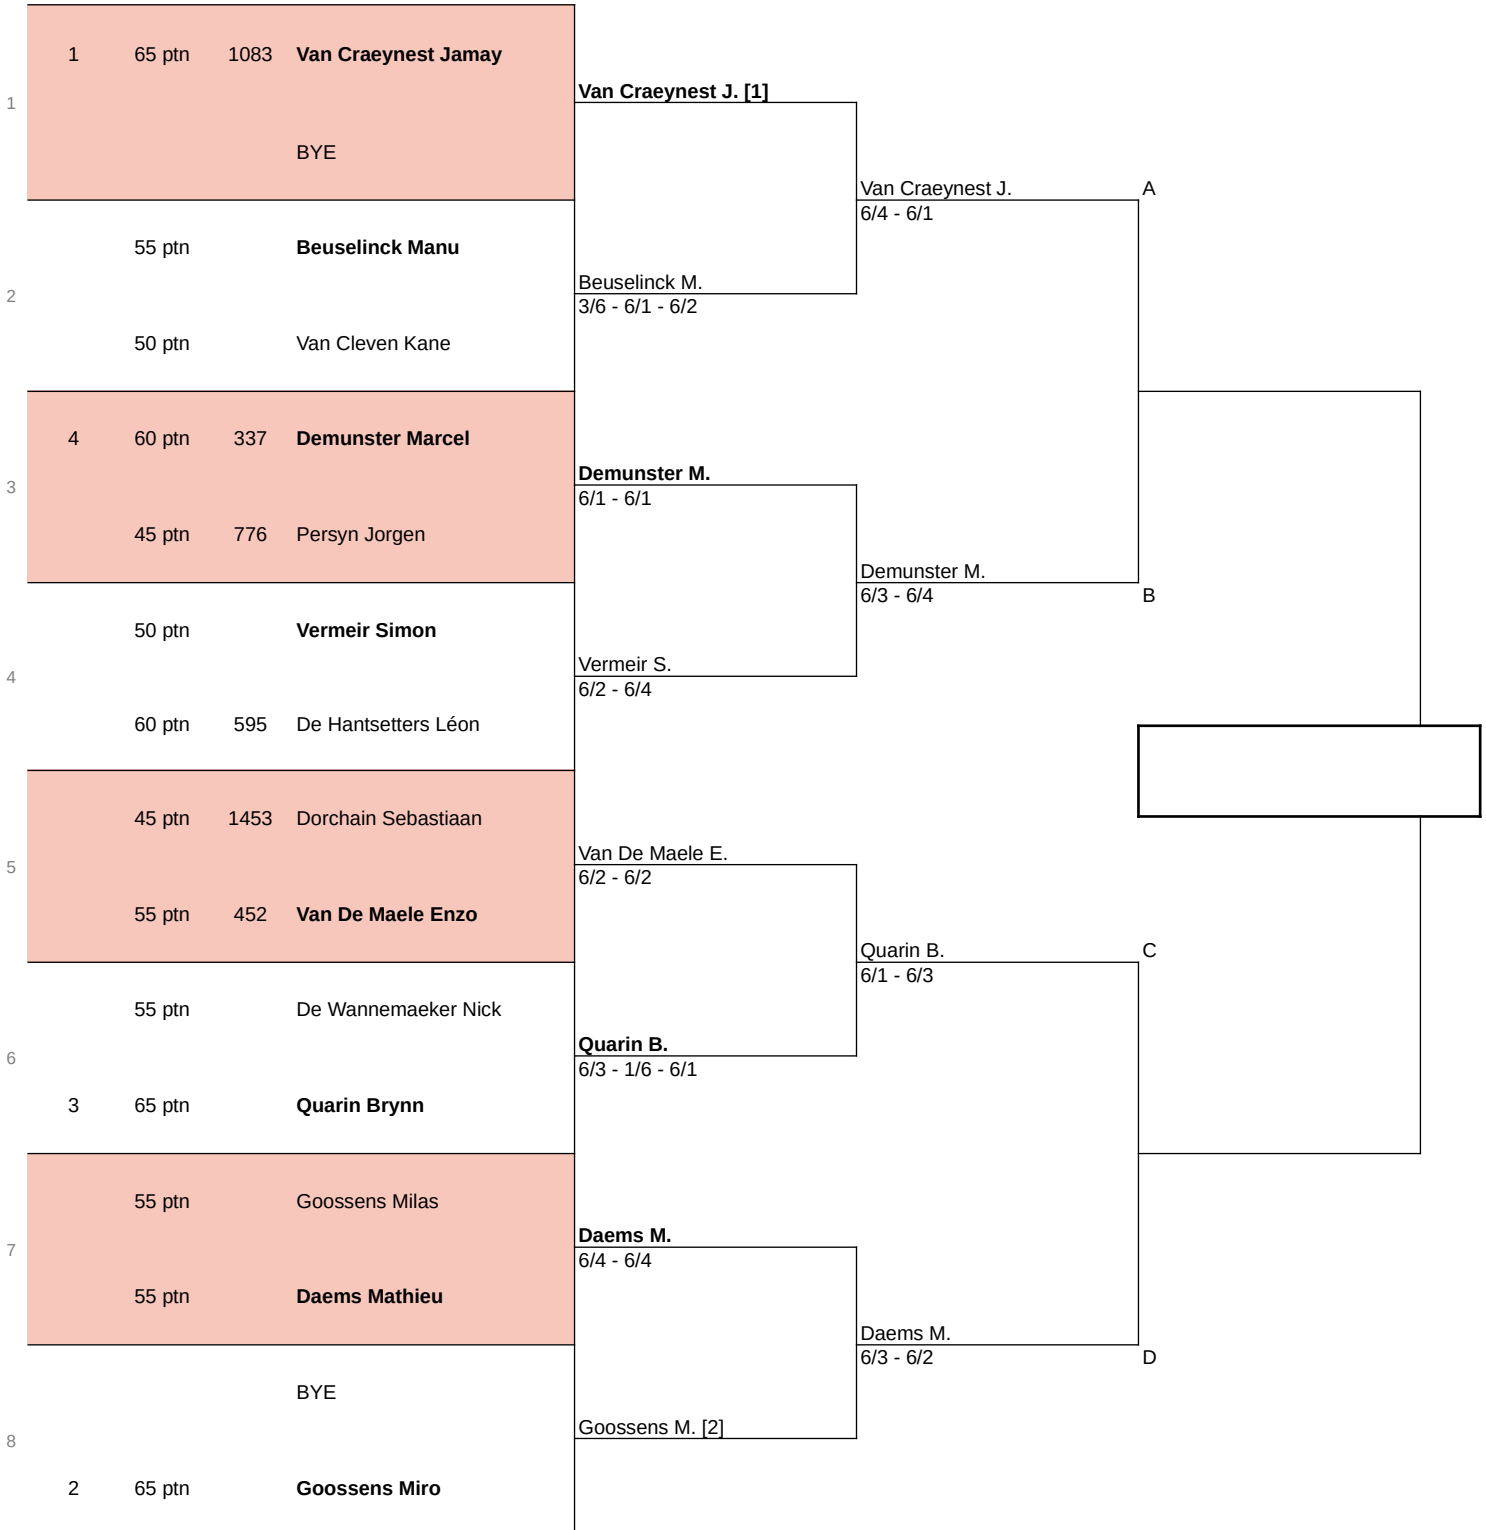 1 65 ptn 1083 Van Craeynest Jamay
Van Craeynest J. [1]
1
BYE
Van Craeynest J. A
6/4 - 6/1
55 ptn Beuselinck Manu
Beuselinck M.
2
3/6 - 6/1 - 6/2
50 ptn Van Cleven Kane
4 60 ptn 337 Demunster Marcel
Demunster M.
3
6/1 - 6/1
45 ptn 776 Persyn Jorgen
Demunster M.
6/3 - 6/4 B
50 ptn Vermeir Simon
Vermeir S.
4
6/2 - 6/4
60 ptn 595 De Hantsetters Léon
45 ptn 1453 Dorchain Sebastiaan
Van De Maele E.
5
6/2 - 6/2
55 ptn 452 Van De Maele Enzo
Quarin B. C
6/1 - 6/3
55 ptn De Wannemaeker Nick
Quarin B.
6
6/3 - 1/6 - 6/1
3 65 ptn Quarin Brynn
55 ptn Goossens Milas
Daems M.
7
6/4 - 6/4
55 ptn Daems Mathieu
Daems M.
6/3 - 6/2 D
BYE
Goossens M. [2]
8
2 65 ptn Goossens Miro